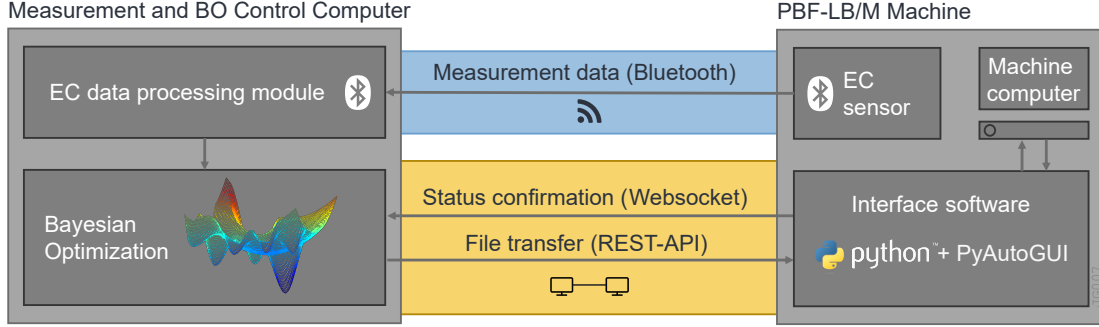 Measurement and BO Control Computer
PBF-LB/M Machine
EC data processing module
Measurement data (Bluetooth)
EC
sensor
Machine
computer
Bayesian
Optimization
Status confirmation (Websocket)
File transfer (REST-API)
Interface software
python™ + PyAutoGUI